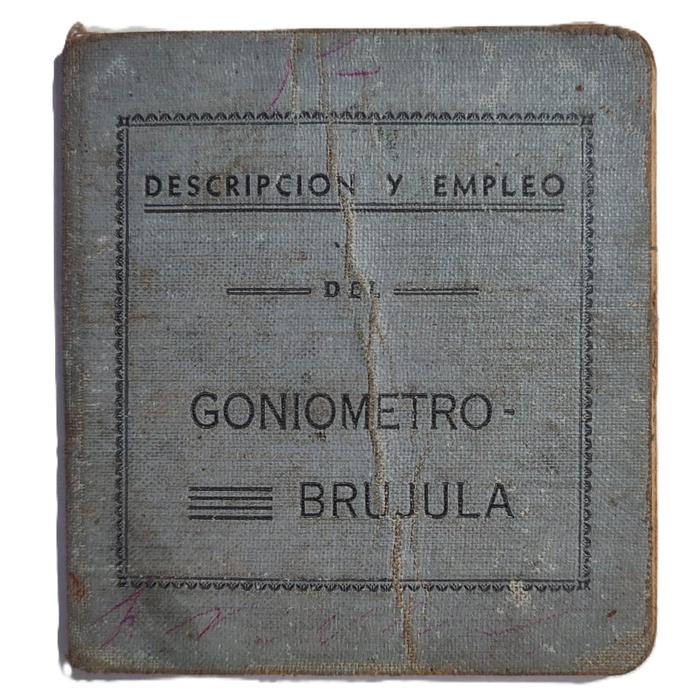 DESCRIPCION Y EMPLEO
DEL
GONIOMETRO-
BRUJULA